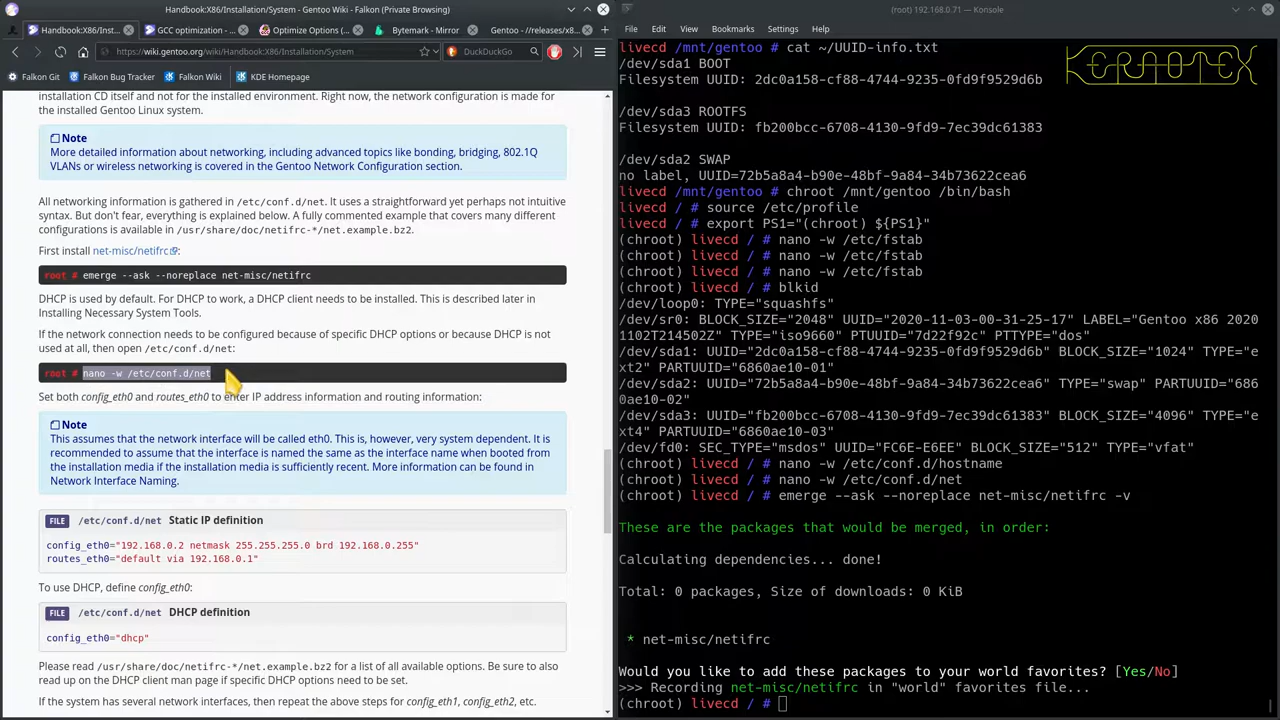 Handbook:X86/Installation/System - Gentoo Wiki - Falkon (Private Browsing)
Handbook:X86/Inst...
GCC optimization - ...
Optimize Options (...
Bytemark - Mirror
Gentoo - //releases/x8...
https://wiki.gentoo.org/wiki/Handbook:X86/Installation/System
DuckDuckGo
Falkon Git
Falkon Bug Tracker
Falkon Wiki
KDE Homepage
installation CD itself and not for the installed environment. Right now, the network configuration is made for
the installed Gentoo Linux system.
Note
More detailed information about networking, including advanced topics like bonding, bridging, 802.1Q
VLANs or wireless networking is covered in the Gentoo Network Configuration section.
All networking information is gathered in /etc/conf.d/net. It uses a straightforward yet perhaps not intuitive
syntax. But don't fear, everything is explained below. A fully commented example that covers many different
configurations is available in /usr/share/doc/netifrc-*/net.example.bz2.
First install net-misc/netifrc:
root # emerge --ask --noreplace net-misc/netifrc
DHCP is used by default. For DHCP to work, a DHCP client needs to be installed. This is described later in
Installing Necessary System Tools.
If the network connection needs to be configured because of specific DHCP options or because DHCP is not
used at all, then open /etc/conf.d/net:
root # nano -w /etc/conf.d/net
Set both config_eth0 and routes_eth0 to enter IP address information and routing information:
Note
This assumes that the network interface will be called eth0. This is, however, very system dependent. It is
recommended to assume that the interface is named the same as the interface name when booted from
the installation media if the installation media is sufficiently recent. More information can be found in
Network Interface Naming.
FILE /etc/conf.d/net Static IP definition
config_eth0="192.168.0.2 netmask 255.255.255.0 brd 192.168.0.255"
routes_eth0="default via 192.168.0.1"
To use DHCP, define config_eth0:
FILE /etc/conf.d/net DHCP definition
config_eth0="dhcp"
Please read /usr/share/doc/netifrc-*/net.example.bz2 for a list of all available options. Be sure to also
read up on the DHCP client man page if specific DHCP options need to be set.
If the system has several network interfaces, then repeat the above steps for config_eth1, config_eth2, etc.
(root) 192.168.0.71 — Konsole
File Edit View Bookmarks Settings Help
KERAOTEX
livecd /mnt/gentoo # cat ~/UUID-info.txt
/dev/sda1 BOOT
Filesystem UUID: 2dc0a158-cf88-4744-9235-0fd9f9529d6b
/dev/sda3 ROOTFS
Filesystem UUID: fb200bcc-6708-4130-9fd9-7ec39dc61383
/dev/sda2 SWAP
no label, UUID=72b5a8a4-b90e-48bf-9a84-34b73622cea6
livecd /mnt/gentoo # chroot /mnt/gentoo /bin/bash
livecd / # source /etc/profile
livecd / # export PS1="(chroot) ${PS1}"
(chroot) livecd / # nano -w /etc/fstab
(chroot) livecd / # nano -w /etc/fstab
(chroot) livecd / # nano -w /etc/fstab
(chroot) livecd / # blkid
/dev/loop0: TYPE="squashfs"
/dev/sr0: BLOCK_SIZE="2048" UUID="2020-11-03-00-31-25-17" LABEL="Gentoo x86 2020
1102T214502Z" TYPE="iso9660" PTUUID="7d22f92c" PTTYPE="dos"
/dev/sda1: UUID="2dc0a158-cf88-4744-9235-0fd9f9529d6b" BLOCK_SIZE="1024" TYPE="e
xt2" PARTUUID="6860ae10-01"
/dev/sda2: UUID="72b5a8a4-b90e-48bf-9a84-34b73622cea6" TYPE="swap" PARTUUID="686
0ae10-02"
/dev/sda3: UUID="fb200bcc-6708-4130-9fd9-7ec39dc61383" BLOCK_SIZE="4096" TYPE="e
xt4" PARTUUID="6860ae10-03"
/dev/fd0: SEC_TYPE="msdos" UUID="FC6E-E6EE" BLOCK_SIZE="512" TYPE="vfat"
(chroot) livecd / # nano -w /etc/conf.d/hostname
(chroot) livecd / # nano -w /etc/conf.d/net
(chroot) livecd / # emerge --ask --noreplace net-misc/netifrc -v
These are the packages that would be merged, in order:
Calculating dependencies... done!
Total: 0 packages, Size of downloads: 0 KiB
* net-misc/netifrc
Would you like to add these packages to your world favorites? [Yes/No]
>>> Recording net-misc/netifrc in "world" favorites file...
(chroot) livecd / #